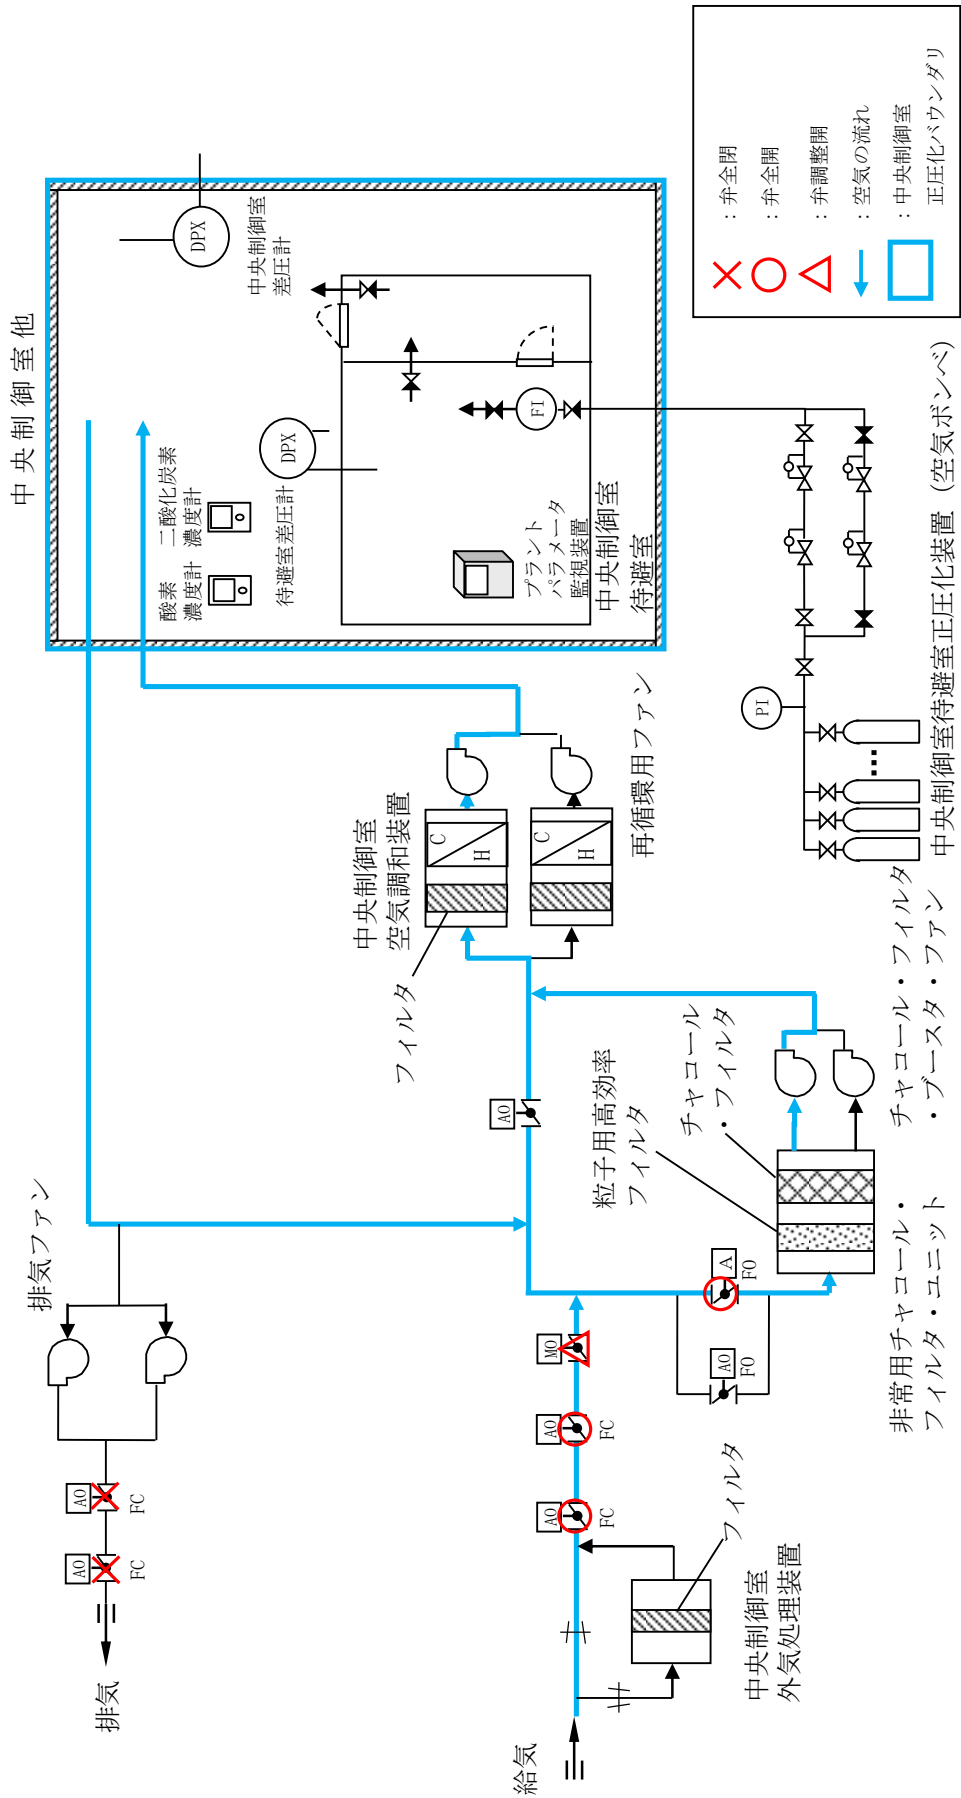 中央制御室他
酸素
濃度計
二酸化炭素
濃度計
待避室差圧計
DPX
DPX
中央制御室
差圧計
FI
プラント
パラメータ
監視装置
中央制御室
待避室
排気ファン
AO
FC
AO
FC
排気
中央制御室
空気調和装置
フィルタ
C
H
C
H
再循環用ファン
AO
給気
AO
FC
AO
FC
MO
フィルタ
中央制御室
外気処理装置
AO
FO
A
FO
粒子用高効率
フィルタ
チャコール
・フィルタ
非常用チャコール・
フィルタ・ユニット
チャコール・フィルタ
・ブースタ・ファン
PI
中央制御室待避室正圧化装置（空気ボンベ）
：弁全閉
：弁全開
：弁調整開
：空気の流れ
：中央制御室
正圧化バウンダリ